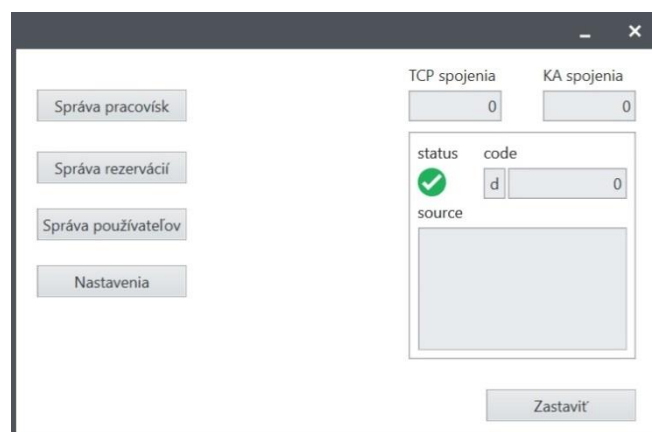 TCP spojenia KA spojenia
Správa pracovísk 0 0
status code
Správa rezervácií d 0
source
Správa používateľov
Nastavenia
Zastaviť